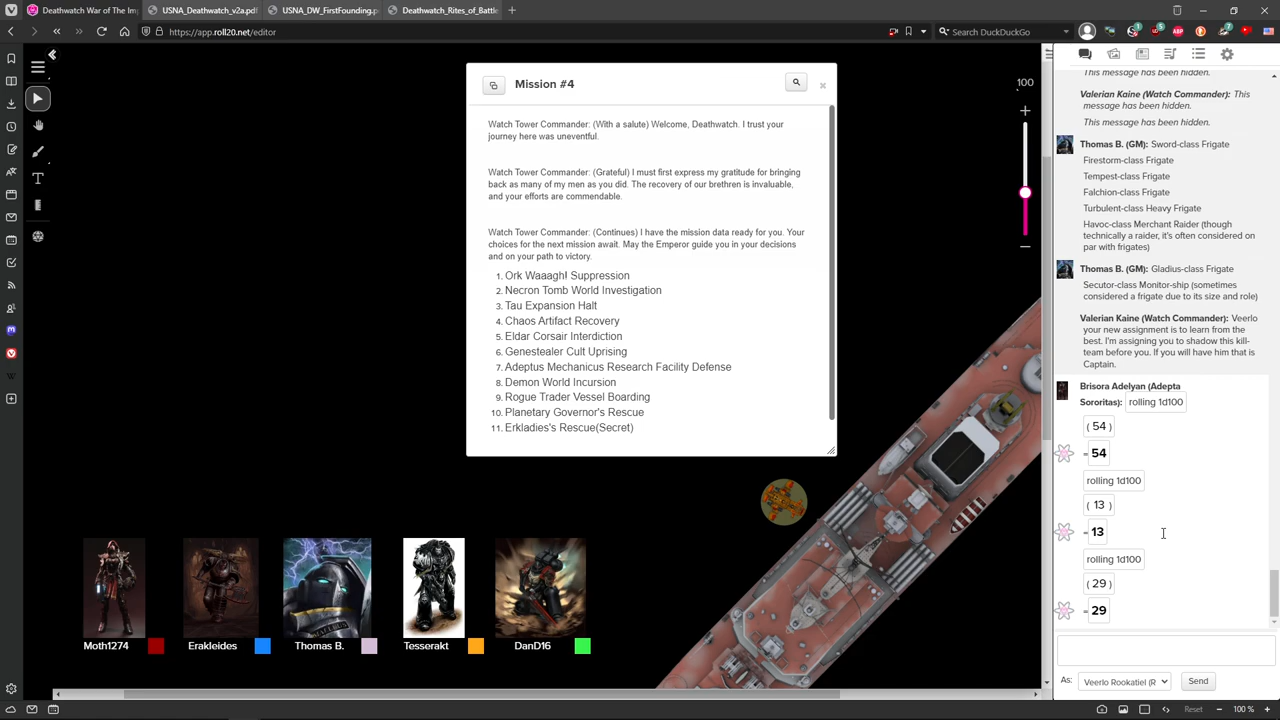 Deathwatch War of The Im
USNA_Deathwatch_v2a.pdf
USNA_DW_FirstFounding.p
Deathwatch_Rites_of_Battl
https://app.roll20.net/editor
Search DuckDuckGo
Mission #4
Watch Tower Commander: (With a salute) Welcome, Deathwatch. I trust your
journey here was uneventful.
Watch Tower Commander: (Grateful) I must first express my gratitude for bringing
back as many of my men as you did. The recovery of our brethren is invaluable,
and your efforts are commendable.
Watch Tower Commander: (Continues) I have the mission data ready for you. Your
choices for the next mission await. May the Emperor guide you in your decisions
and on your path to victory.
1. Ork Waaagh! Suppression
2. Necron Tomb World Investigation
3. Tau Expansion Halt
4. Chaos Artifact Recovery
5. Eldar Corsair Interdiction
6. Genestealer Cult Uprising
7. Adeptus Mechanicus Research Facility Defense
8. Demon World Incursion
9. Rogue Trader Vessel Boarding
10. Planetary Governor's Rescue
11. Erkladies's Rescue(Secret)
100
Moth1274
Erakleides
Thomas B.
Tesserakt
DanD16
This message has been hidden.
Valerian Kaine (Watch Commander): This
message has been hidden.
This message has been hidden.
Thomas B. (GM): Sword-class Frigate
Firestorm-class Frigate
Tempest-class Frigate
Falchion-class Frigate
Turbulent-class Heavy Frigate
Havoc-class Merchant Raider (though
technically a raider, it's often considered on
par with frigates)
Thomas B. (GM): Gladius-class Frigate
Secutor-class Monitor-ship (sometimes
considered a frigate due to its size and role)
Valerian Kaine (Watch Commander): Veerlo
your new assignment is to learn from the
best. I'm assigning you to shadow this kill-
team before you. If you will have him that is
Captain.
Brisora Adelyan (Adepta
Sororitas): rolling 1d100
( 54 )
= 54
rolling 1d100
( 13 )
= 13
rolling 1d100
( 29 )
= 29
As: Veerlo Rookatiel (R
Send
Reset
100 %